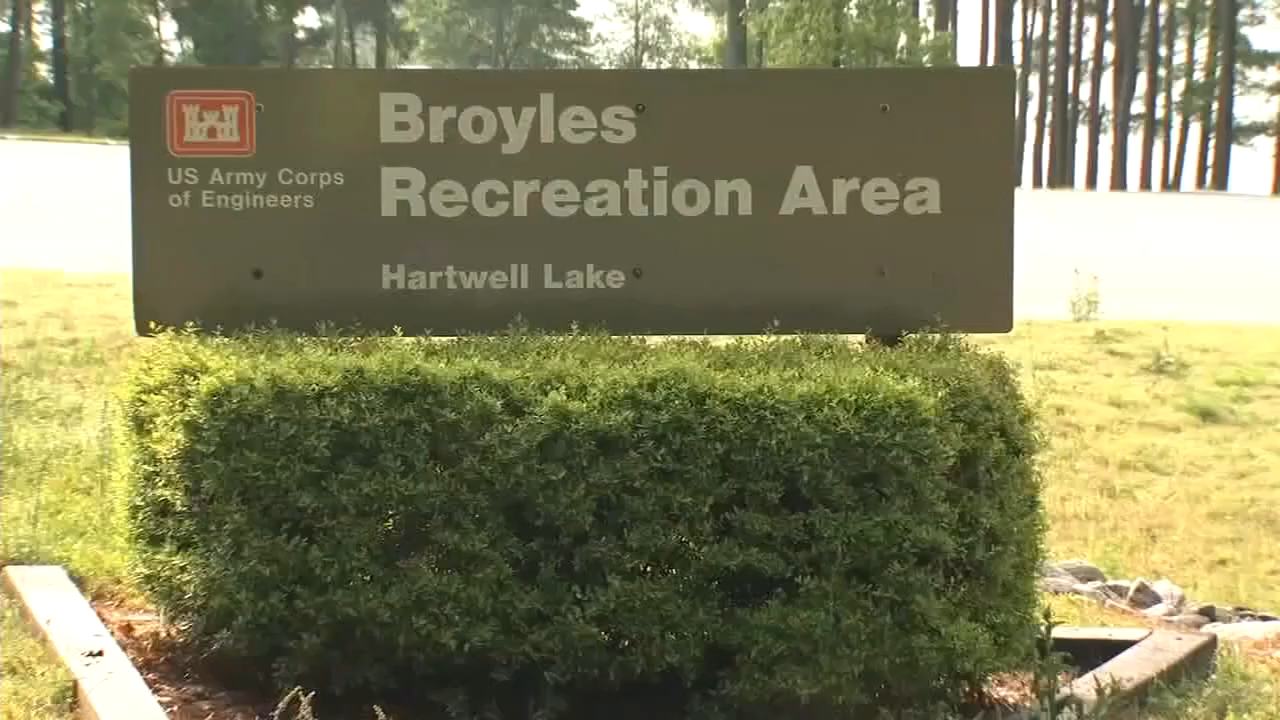 US Army Corps
of Engineers
Broyles
Recreation Area
Hartwell Lake